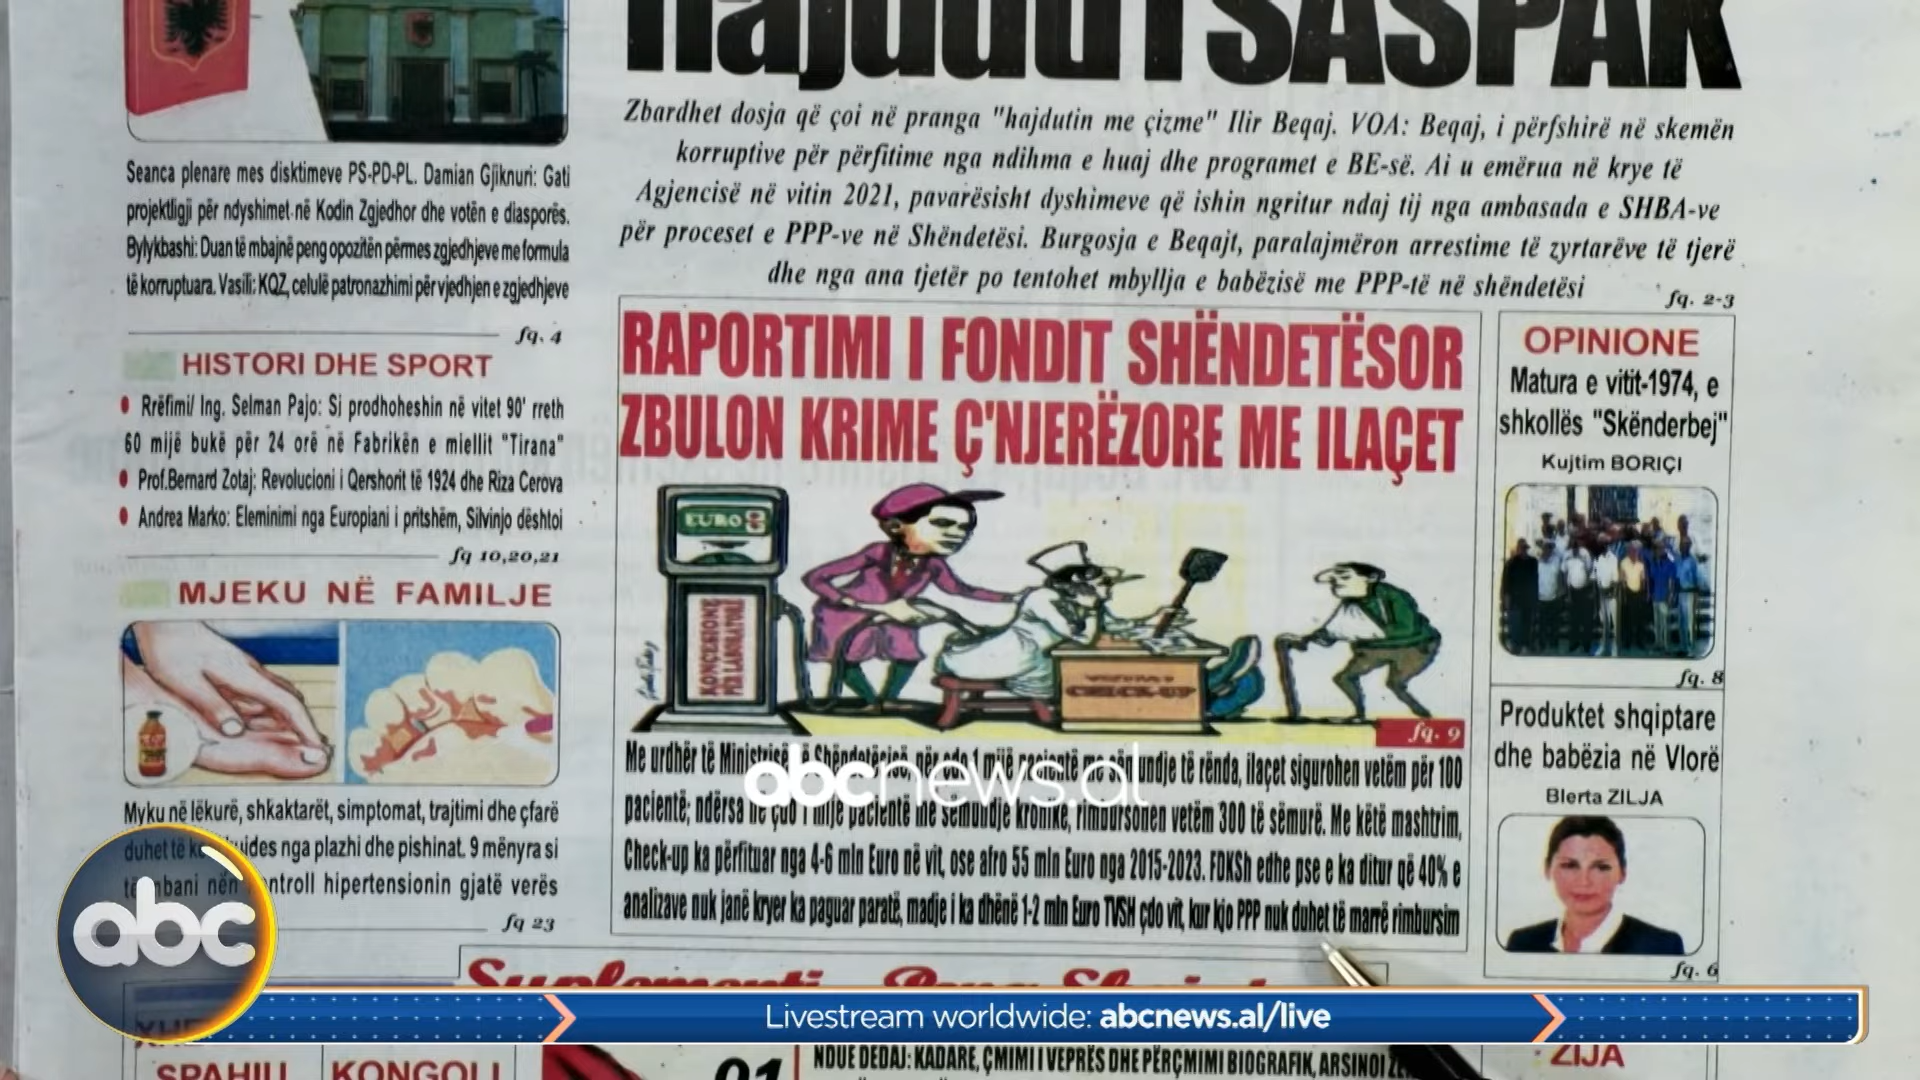 SASPAK
Zbardhet dosja që çoi në pranga "hajdutin me çizme" Ilir Beqaj. VOA: Beqaj, i përfshirë në skemën
korruptive për përfitime nga ndihma e huaj dhe programet e BE-së. Ai u emërua në krye të
Agjencisë në vitin 2021, pavarësisht dyshimeve që ishin ngritur ndaj tij nga ambasada e SHBA-ve
për proceset e PPP-ve në Shëndetësi. Burgosja e Beqajt, paralajmëron arrestime të zyrtarëve të tjerë
dhe nga ana tjetër po tentohet mbyllja e babëzisë me PPP-të në shëndetësi
fq. 2-3
Seanca plenare mes disktimeve PS-PD-PL. Damian Gjiknuri: Gati
projektligji për ndyshimet në Kodin Zgjedhor dhe votën e diasporës.
Bylykbashi: Duan të mbajnë peng opozitën përmes zgjedhjeve me formula
të korruptuara. Vasili: KQZ, celulë patronazhimi për vjedhjen e zgjedhjeve
fq. 4
HISTORI DHE SPORT
Rrëfimi/ Ing. Selman Pajo: Sj prodhoheshin në vitet 90' rreth
60 mijë bukë për 24 orë në Fabrikën e miellit "Tirana"
Prof.Bernard Zotaj: Revolucioni i Qershorit të 1924 dhe Riza Cerova
Andrea Marko: Eleminimi nga Europiani i pritshëm, Silvinjo dështoi
fq 10,20,21
MJEKU NË FAMILJE
Myku në lëkurë, shkaktarët, simptomat, trajtimi dhe çfarë
duhet të nga plazhi dhe pishinat. 9 mënyra si
hipertensionin gjatë verës
fq 23
RAPORTIMI I FONDIT SHËNDETËSOR
ZBULON KRIME Ç'NJERËZORE ME ILAÇET
EURO 8
KONCESIONE
PËR LABORATORË
CHECK-UP
fq. 9
Me urdhër të Ministrisë së Shëndetësisë, për çdo 1 mijë pacientë me sëmundje të rënda, ilaçet sigurohen vetëm për 100
pacientë; ndërsa në çdo 1 mijë pacientë me sëmundje kronike, rimbursohen vetëm 300 të sëmurë. Me këtë mashtrim,
Check-up ka përfituar nga 4-6 mln Euro në vit, ose afro 55 mln Euro nga 2015-2023. FDKSh edhe pse e ka ditur që 40% e
analizave nuk janë kryer ka paguar paratë, madje i ka dhënë 1-2 mln Euro TVSH çdo vit, kur kjo PPP nuk duhet të marrë rimbursim
abcnews.al
OPINIONE
Matura e vitit-1974, e
shkollës "Skënderbej"
Kujtim BORIÇI
fq. 8
Produktet shqiptare
dhe babëzia në Vlorë
Blerta ZILJA
fq. 6
abc
Livestream worldwide: abcnews.al/live
SPAHIU
KONGOLI
01
NDUE DEDAJ: KADARE, ÇMIMI I VEPRËS DHE PËRÇMIMI BIOGRAFIK, ARSINOI
ZIJA